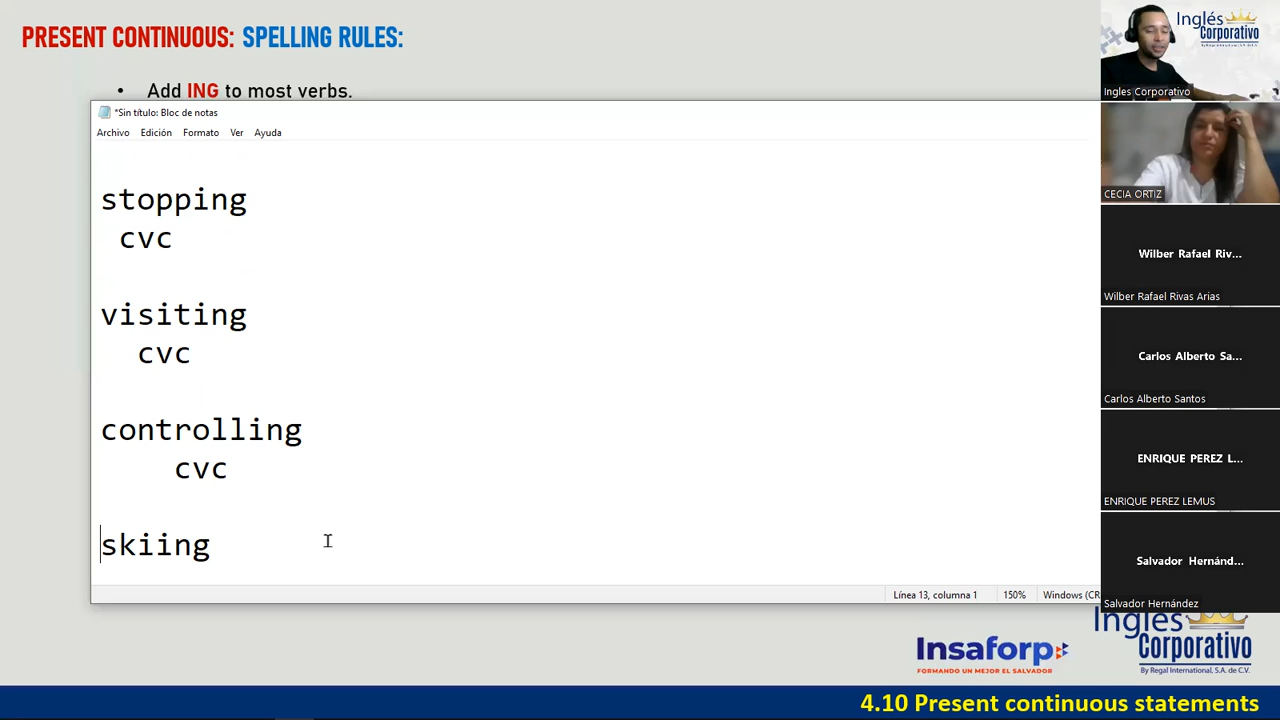 PRESENT CONTINUOUS: SPELLING RULES:
• Add ING to most verbs.
*Sin título: Bloc de notas
Archivo Edición Formato Ver Ayuda
stopping
cvc
visiting
cvc
controlling
cvc
skiing
Línea 13, columna 1 150% Windows (CR
Inglés
Corporativo
By Regal International, S.A. de C.V.
Ingles Corporativo
CECIA ORTIZ
Wilber Rafael Riv...
Wilber Rafael Rivas Arias
Carlos Alberto Sa...
Carlos Alberto Santos
ENRIQUE PEREZ L...
ENRIQUE PEREZ LEMUS
Salvador Hernánd...
Salvador Hernández
Insaforp
FORMANDO UN MEJOR EL SALVADOR
Inglés
Corporativo
By Regal International, S.A. de C.V.
4.10 Present continuous statements